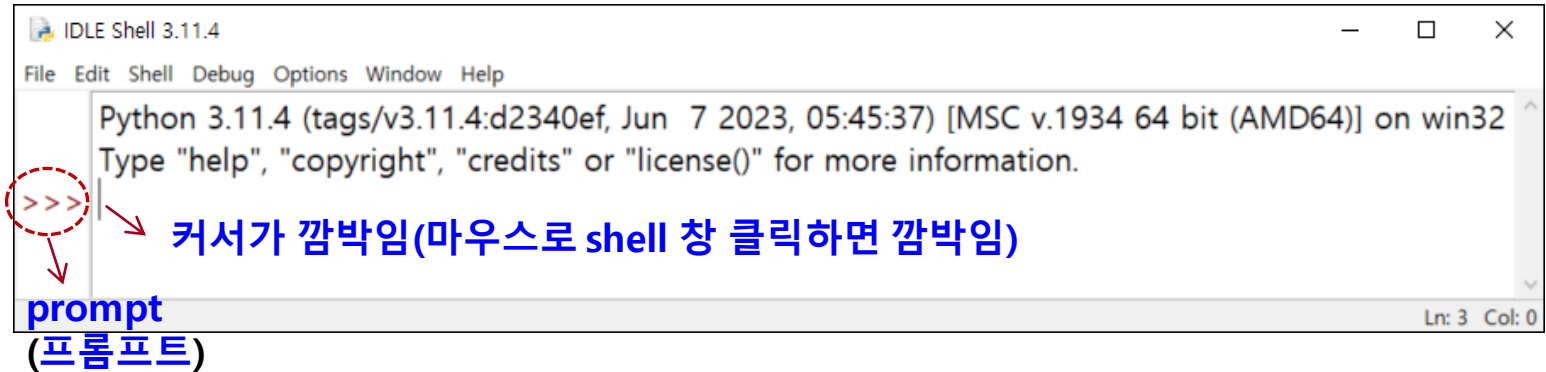 IDLE Shell 3.11.4
File Edit Shell Debug Options Window Help
Python 3.11.4 (tags/v3.11.4:d2340ef, Jun  7 2023, 05:45:37) [MSC v.1934 64 bit (AMD64)] on win32
Type "help", "copyright", "credits" or "license()" for more information.
>>>
커서가 깜박임(마우스로 shell 창 클릭하면 깜박임)
prompt
(프롬프트)
Ln: 3 Col: 0